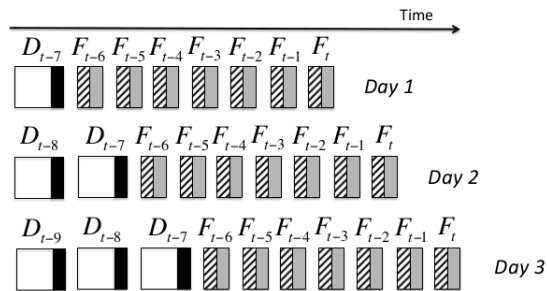 Time
D_{t-7} F_{t-6} F_{t-5} F_{t-4} F_{t-3} F_{t-2} F_{t-1} F_t
Day 1
D_{t-8} D_{t-7} F_{t-6} F_{t-5} F_{t-4} F_{t-3} F_{t-2} F_{t-1} F_t
Day 2
D_{t-9} D_{t-8} D_{t-7} F_{t-6} F_{t-5} F_{t-4} F_{t-3} F_{t-2} F_{t-1} F_t
Day 3